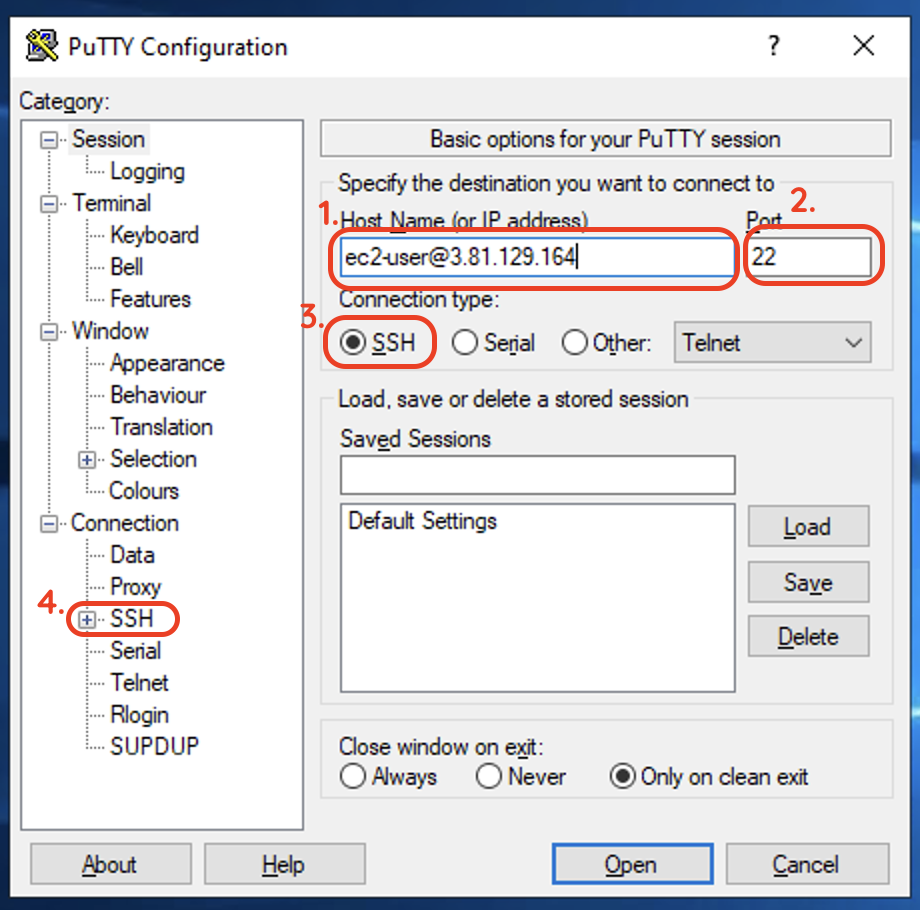 PuTTY Configuration
?
Category:
Session
Logging
Terminal
Keyboard
Bell
Features
Window
Appearance
Behaviour
Translation
Selection
Colours
Connection
Data
Proxy
4.
SSH
Serial
Telnet
Rlogin
SUPDUP
Basic options for your PuTTY session
Specify the destination you want to connect to
1. Host Name (or IP address) Port 2.
ec2-user@3.81.129.164 22
Connection type:
3. SSH Serial Other: Telnet
Load, save or delete a stored session
Saved Sessions
Default Settings
Load
Save
Delete
Close window on exit:
Always Never Only on clean exit
About Help Open Cancel